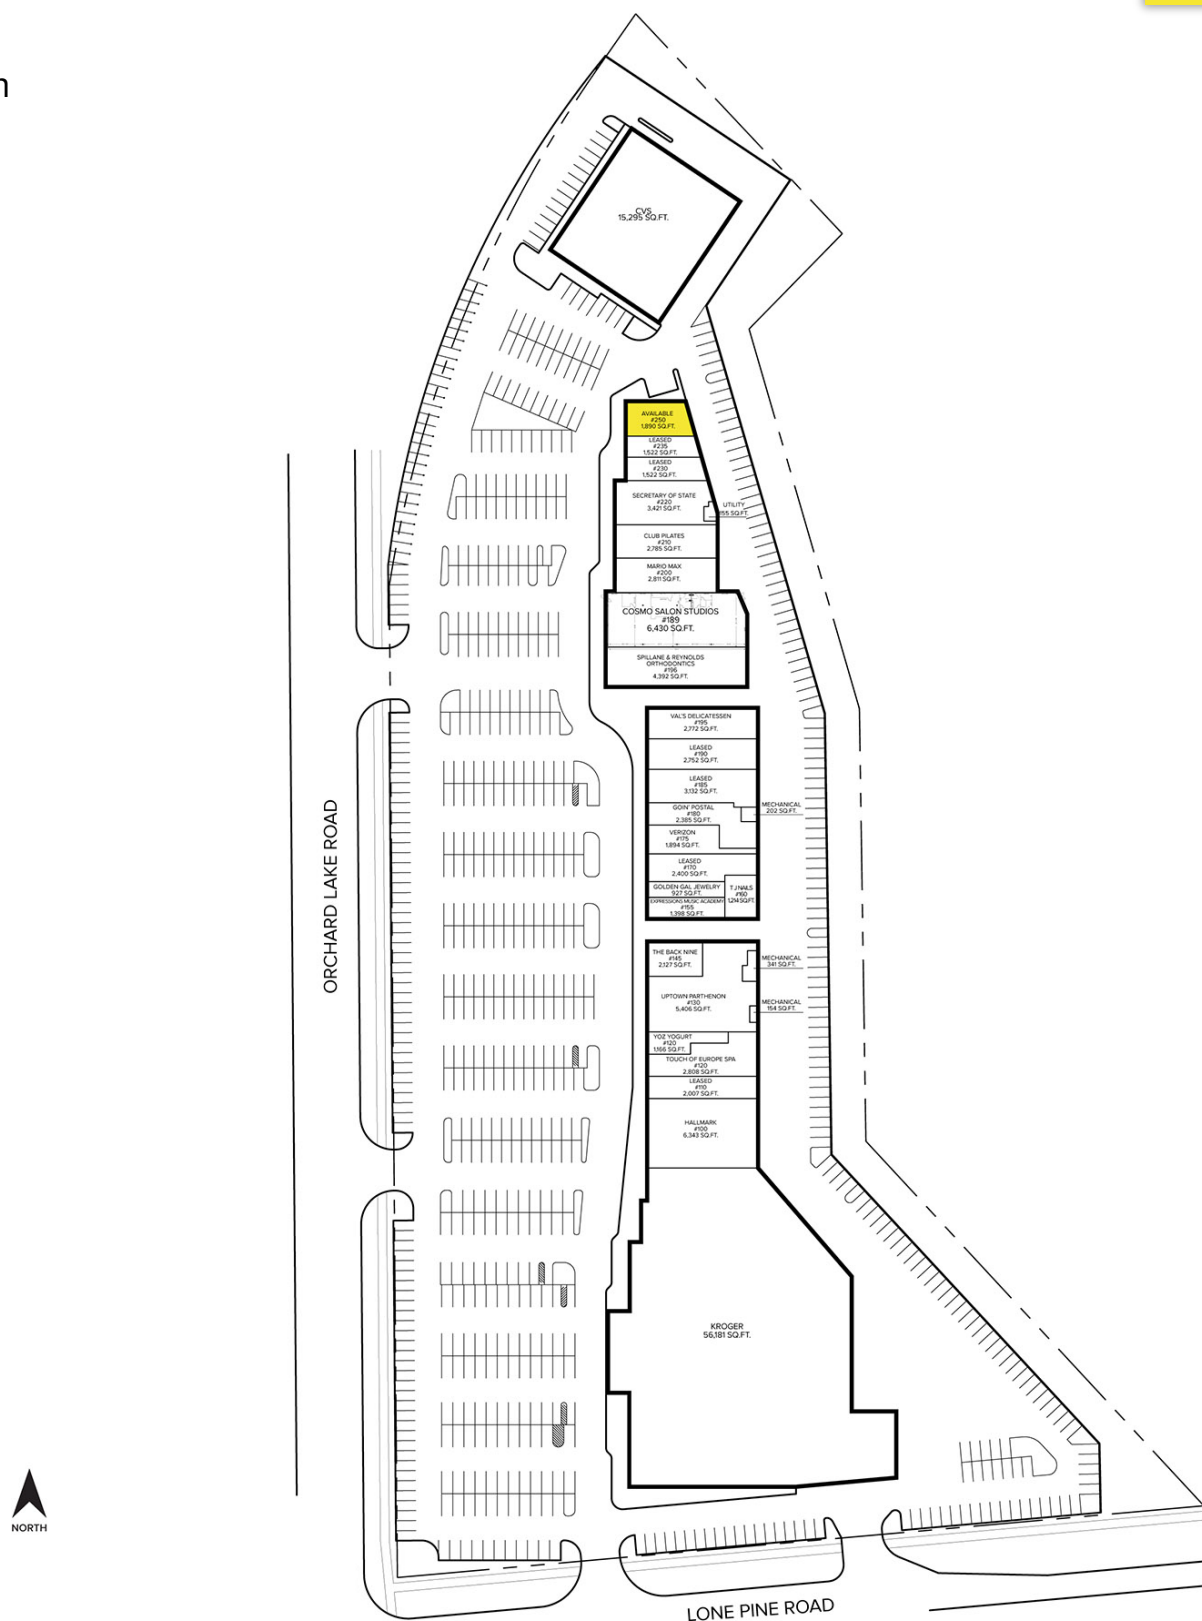 n
CVS
15,295 SQ.FT.
AVAILABLE
#250
1,890 SQ.FT.
LEASED
#235
1,522 SQ.FT.
LEASED
#230
1,522 SQ.FT.
SECRETARY OF STATE
#220
3,421 SQ.FT.
UTILITY
155 SQ.FT.
CLUB PILATES
#210
2,785 SQ.FT.
MARIO MAX
#200
2,811 SQ.FT.
COSMO SALON STUDIOS
#189
6,430 SQ.FT.
SPILLANE & REYNOLDS
ORTHODONTICS
#196
4,392 SQ.FT.
VAL'S DELICATESSEN
#195
2,772 SQ.FT.
LEASED
#190
2,752 SQ.FT.
LEASED
#185
3,132 SQ.FT.
GOIN' POSTAL
#180
2,385 SQ.FT.
MECHANICAL
202 SQ.FT.
VERIZON
#175
1,894 SQ.FT.
LEASED
#170
2,400 SQ.FT.
GOLDEN GAL JEWELRY
927 SQ.FT.
T.J NAILS
#160
1,214 SQ.FT.
EXPRESSIONS MUSIC ACADEMY
#155
1,398 SQ.FT.
ORCHARD LAKE ROAD
THE BACK NINE
#145
2,127 SQ.FT.
MECHANICAL
341 SQ.FT.
UPTOWN PARTHENON
#130
5,406 SQ.FT.
MECHANICAL
154 SQ.FT.
YOZ YOGURT
#120
1,166 SQ.FT.
TOUCH OF EUROPE SPA
#120
2,808 SQ.FT.
LEASED
#110
2,007 SQ.FT.
HALLMARK
#100
6,343 SQ.FT.
KROGER
56,181 SQ.FT.
NORTH
LONE PINE ROAD